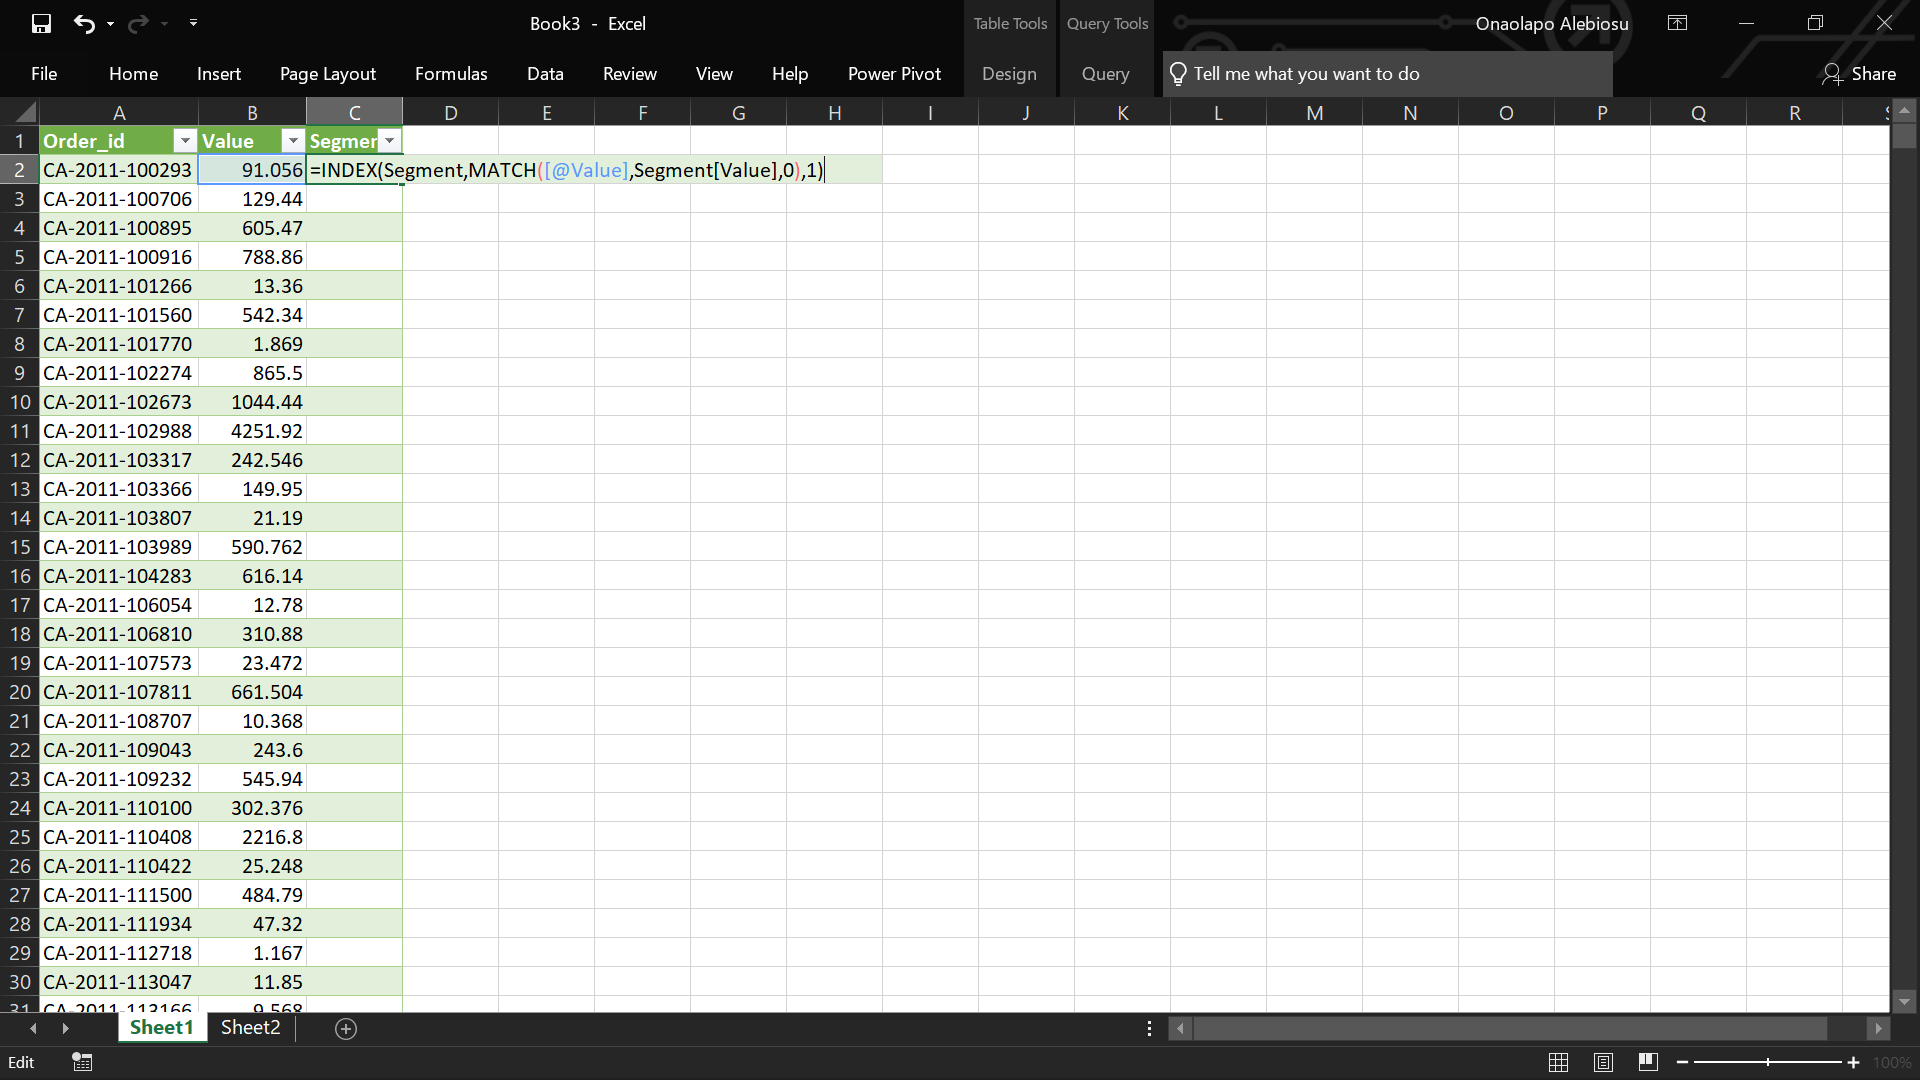 Book3 - Excel
Table Tools
Query Tools
Onaolapo Alebiosu
File Home Insert Page Layout Formulas Data Review View Help Power Pivot Design Query Tell me what you want to do Share
A B C D E F G H I J K L M N O P Q R
1 Order_id Value Segmen
2 CA-2011-100293 91.056 =INDEX(Segment,MATCH([@Value],Segment[Value],0),1)
3 CA-2011-100706 129.44
4 CA-2011-100895 605.47
5 CA-2011-100916 788.86
6 CA-2011-101266 13.36
7 CA-2011-101560 542.34
8 CA-2011-101770 1.869
9 CA-2011-102274 865.5
10 CA-2011-102673 1044.44
11 CA-2011-102988 4251.92
12 CA-2011-103317 242.546
13 CA-2011-103366 149.95
14 CA-2011-103807 21.19
15 CA-2011-103989 590.762
16 CA-2011-104283 616.14
17 CA-2011-106054 12.78
18 CA-2011-106810 310.88
19 CA-2011-107573 23.472
20 CA-2011-107811 661.504
21 CA-2011-108707 10.368
22 CA-2011-109043 243.6
23 CA-2011-109232 545.94
24 CA-2011-110100 302.376
25 CA-2011-110408 2216.8
26 CA-2011-110422 25.248
27 CA-2011-111500 484.79
28 CA-2011-111934 47.32
29 CA-2011-112718 1.167
30 CA-2011-113047 11.85
31 CA-2011-113166 9.568
Sheet1 Sheet2
Edit 100%